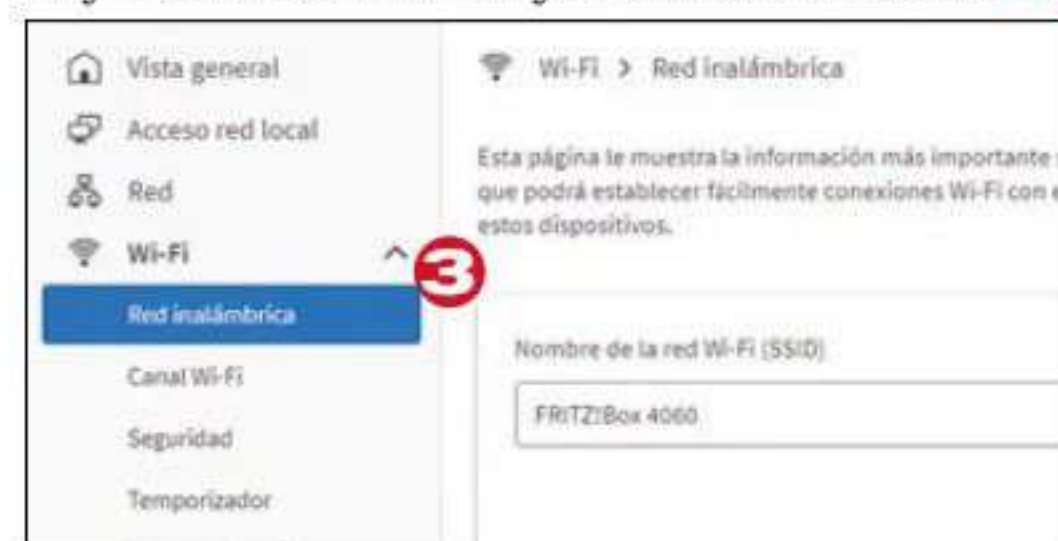 Vista general
Acceso red local
Red
Wi-Fi
Red inalámbrica
Canal Wi-Fi
Seguridad
Temporizador
3
Wi-Fi > Red inalámbrica
Esta página le muestra la información más importante
que podrá establecer fácilmente conexiones Wi-Fi con
estos dispositivos.
Nombre de la red Wi-Fi (SSID)
FRITZ!Box 4060